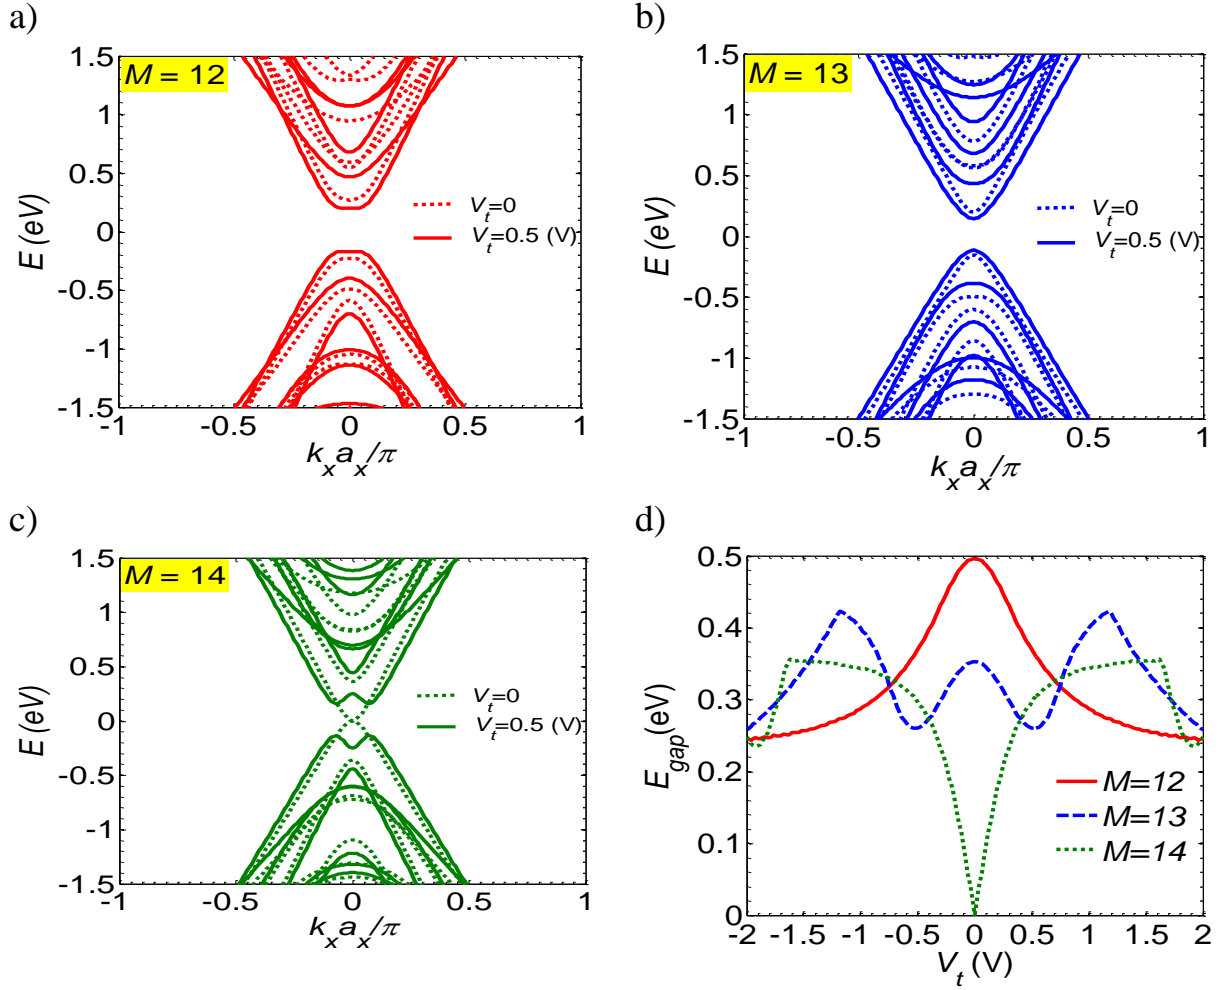 a)
M = 12
1.5
1
0.5
0
-0.5
-1
-1.5
E (eV)
V_t=0
V_t=0.5 (V)
-1 -0.5 0 0.5 1
k_x a_x/π
b)
M = 13
1.5
1
0.5
0
-0.5
-1
-1.5
E (eV)
V_t=0
V_t=0.5 (V)
-1 -0.5 0 0.5 1
k_x a_x/π
c)
M = 14
1.5
1
0.5
0
-0.5
-1
-1.5
E (eV)
V_t=0
V_t=0.5 (V)
-1 -0.5 0 0.5 1
k_x a_x/π
d)
0.5
0.4
0.3
0.2
0.1
0
E_gap (eV)
M=12
M=13
M=14
-2 -1.5 -1 -0.5 0 0.5 1 1.5 2
V_t (V)